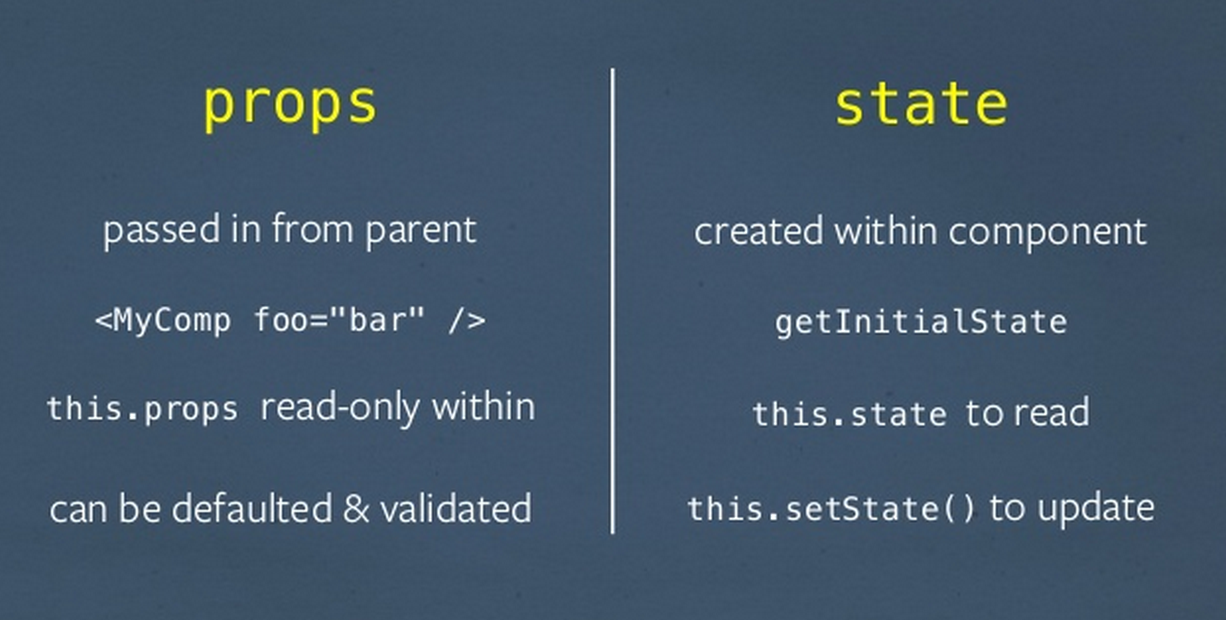 props
passed in from parent
<MyComp foo="bar" />
this.props read-only within
can be defaulted & validated
state
created within component
getInitialState
this.state to read
this.setState() to update